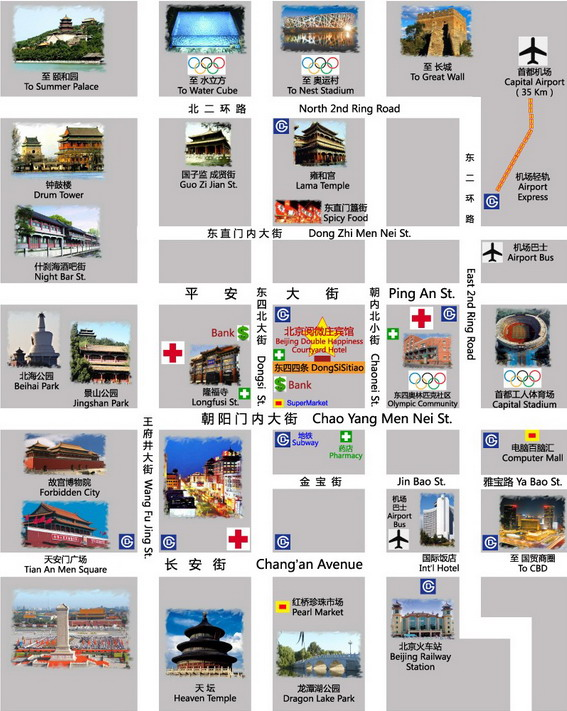 至 颐和园
To Summer Palace
至 水立方
To Water Cube
至 奥运村
To Nest Stadium
至 长城
To Great Wall
首都机场
Capital Airport
( 35 Km )
北 二 环 路 North 2nd Ring Road
钟鼓楼
Drum Tower
国子监 成贤街
Guo Zi Jian St.
雍和宫
Lama Temple
东直门簋街
Spicy Food
东 二 环 路
East 2nd Ring Road
机场轻轨
Airport
Express
什刹海酒吧街
Night Bar St.
东直门内大街 Dong Zhi Men Nei St.
机场巴士
Airport Bus
平 安 大 街 Ping An St.
东四北大街 Dongsi St.
朝内北小街 Chaonei St.
北海公园
Beihai Park
景山公园
Jingshan Park
Bank $
隆福寺
Longfusi St.
北京阅微庄宾馆
Beijing Double Happiness
Courtyard Hotel
东四四条 DongSiSitiao
$ Bank
SuperMarket
东四奥林匹克社区
Olympic Community
首都工人体育场
Capital Stadium
朝阳门内大街 Chao Yang Men Nei St.
王府井大街 Wang Fu Jing St.
故宫博物院
Forbidden City
地铁
Subway
药店
Pharmacy
电脑百脑汇
Computer Mall
金 宝 街 Jin Bao St.
雅宝路 Ya Bao St.
天安门广场
Tian An Men Square
机场
巴士
Airport
Bus
国际饭店
Int'l Hotel
至 国贸商圈
To CBD
长 安 街 Chang'an Avenue
天 坛
Heaven Temple
红桥珍珠市场
Pearl Market
龙潭湖公园
Dragon Lake Park
北京火车站
Beijing Railway
Station